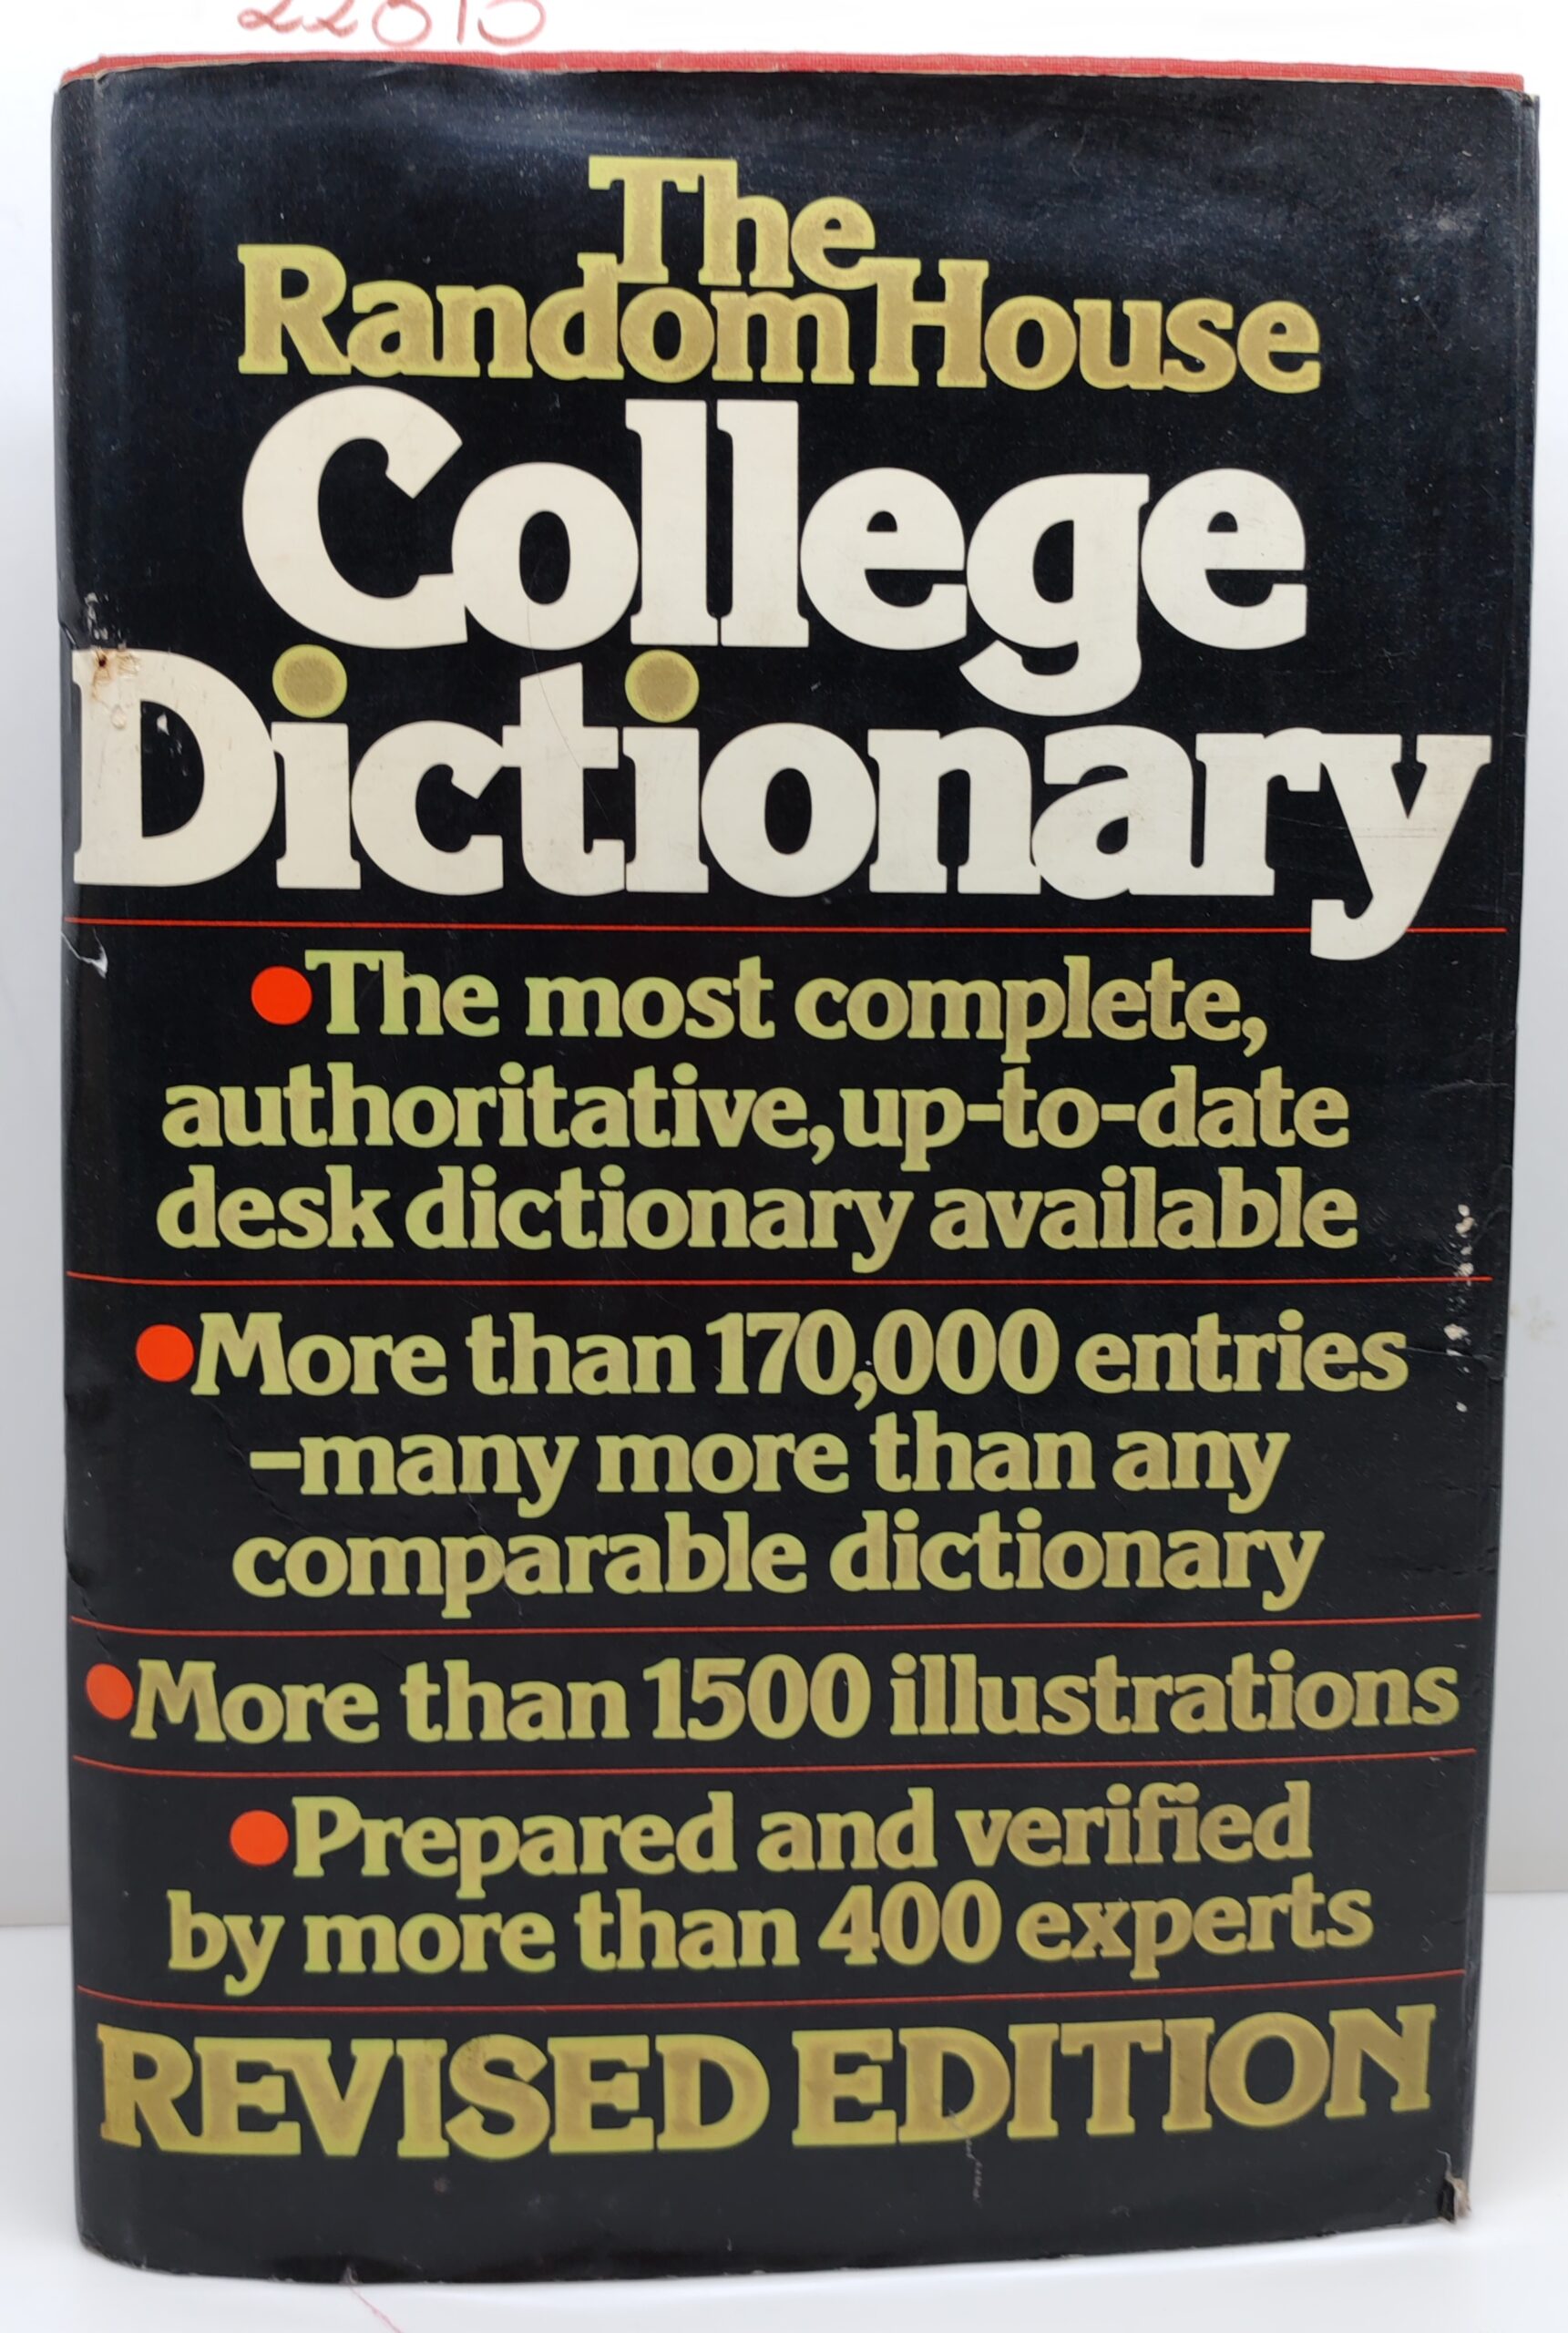 The
Random House
College
Dictionary
•The most complete,
authoritative, up-to-date
desk dictionary available
•More than 170,000 entries
–many more than any
comparable dictionary
•More than 1500 illustrations
•Prepared and verified
by more than 400 experts
REVISED EDITION